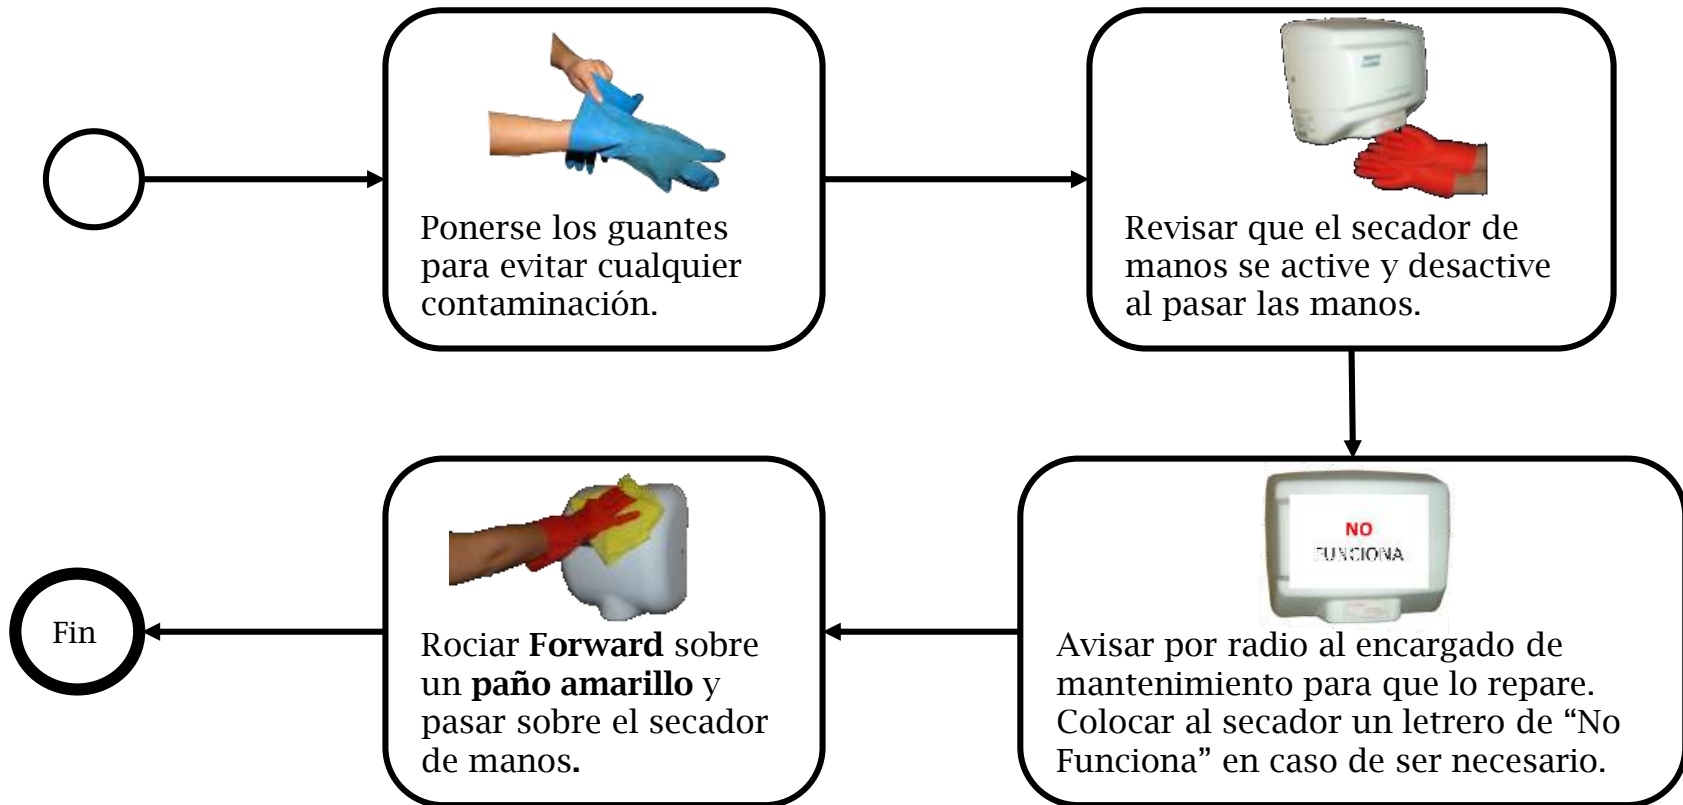 Ponerse los guantes
para evitar cualquier
contaminación.
Revisar que el secador de
manos se active y desactive
al pasar las manos.
NO
FUNCIONA
Avisar por radio al encargado de
mantenimiento para que lo repare.
Colocar al secador un letrero de “No
Funciona” en caso de ser necesario.
Rociar Forward sobre
un paño amarillo y
pasar sobre el secador
de manos.
Fin